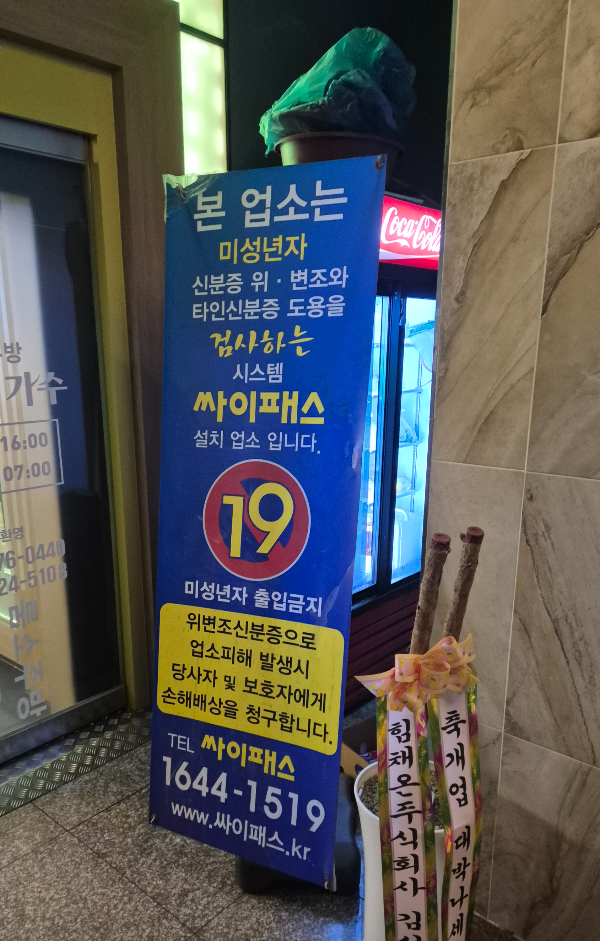 본 업소는
미성년자
신분증 위 · 변조와
타인신분증 도용을
검사하는
시스템
싸이패스
설치 업소 입니다.
19
미성년자 출입금지
위변조신분증으로
업소피해 발생시
당사자 및 보호자에게
손해배상을 청구합니다.
TEL 싸이패스
1644-1519
www.싸이패스.kr
Coca-Cola
방
가수
16:00
07:00
환영
76-0440
24-5108
힘채온주식회사 김
축개업 대박나세